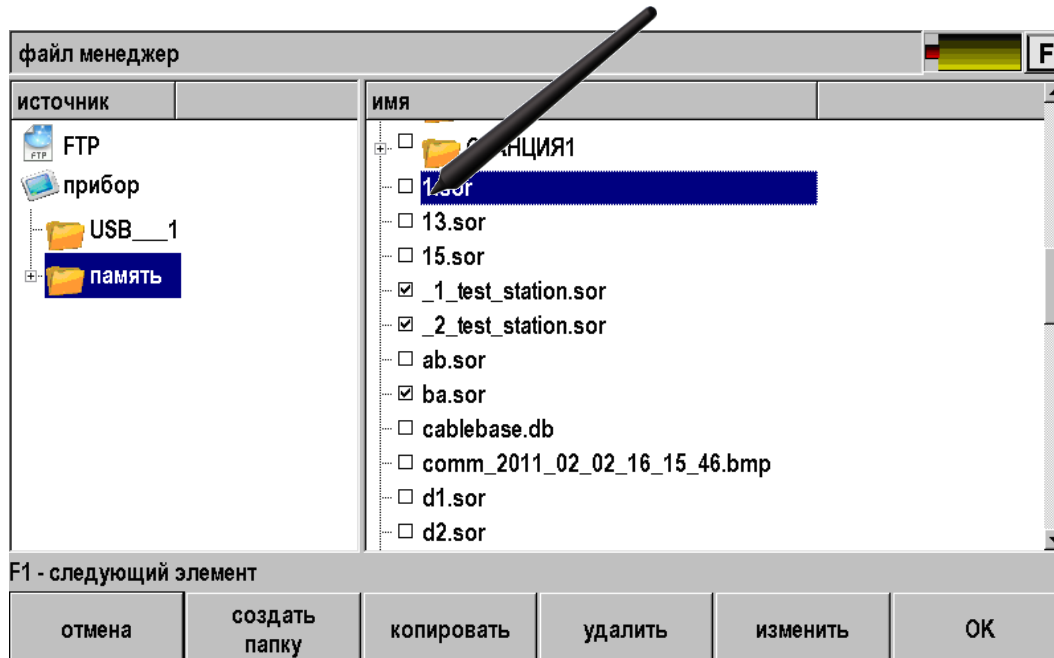 файл менеджер
F
источник
имя
FTP
прибор
USB___1
память
1.sor
13.sor
15.sor
_1_test_station.sor
_2_test_station.sor
ab.sor
ba.sor
cablebase.db
comm_2011_02_02_16_15_46.bmp
d1.sor
d2.sor
F1 - следующий элемент
отмена
создать
папку
копировать
удалить
изменить
OK